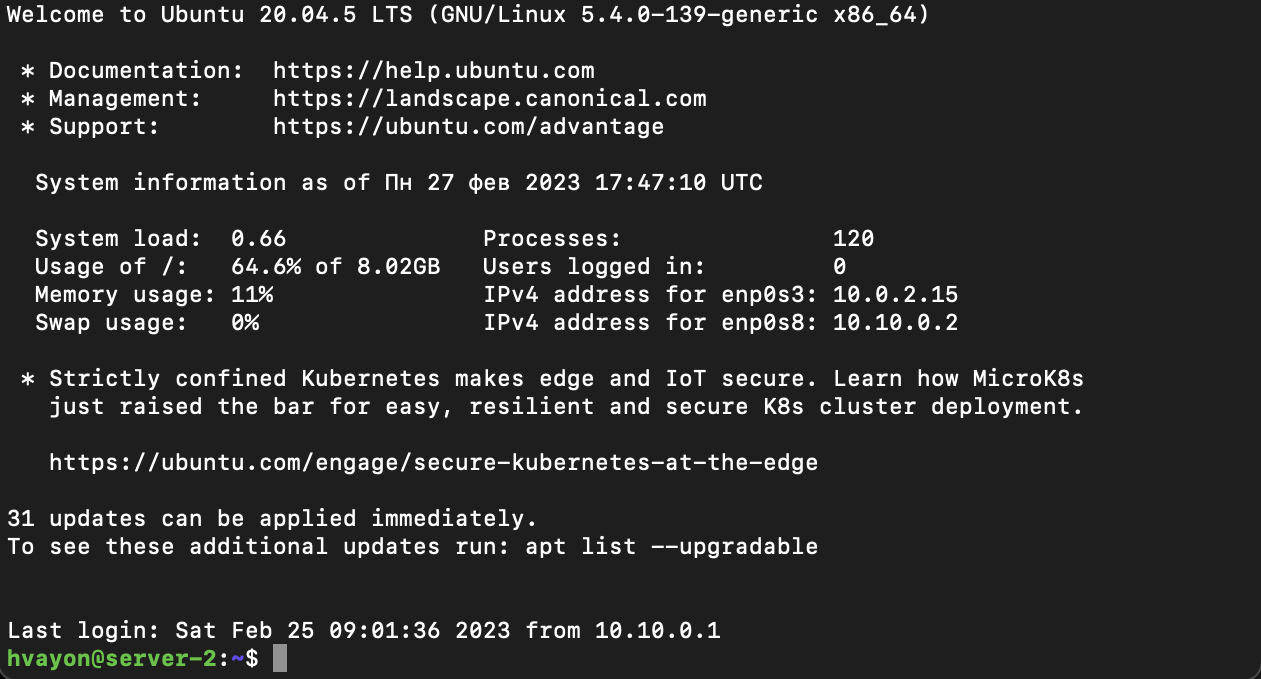 Welcome to Ubuntu 20.04.5 LTS (GNU/Linux 5.4.0-139-generic x86_64)
* Documentation: https://help.ubuntu.com
* Management: https://landscape.canonical.com
* Support: https://ubuntu.com/advantage
System information as of Пн 27 фев 2023 17:47:10 UTC
System load: 0.66 Processes: 120
Usage of /: 64.6% of 8.02GB Users logged in: 0
Memory usage: 11% IPv4 address for enp0s3: 10.0.2.15
Swap usage: 0% IPv4 address for enp0s8: 10.10.0.2
* Strictly confined Kubernetes makes edge and IoT secure. Learn how MicroK8s
just raised the bar for easy, resilient and secure K8s cluster deployment.
https://ubuntu.com/engage/secure-kubernetes-at-the-edge
31 updates can be applied immediately.
To see these additional updates run: apt list --upgradable
Last login: Sat Feb 25 09:01:36 2023 from 10.10.0.1
hvayon@server-2:~$